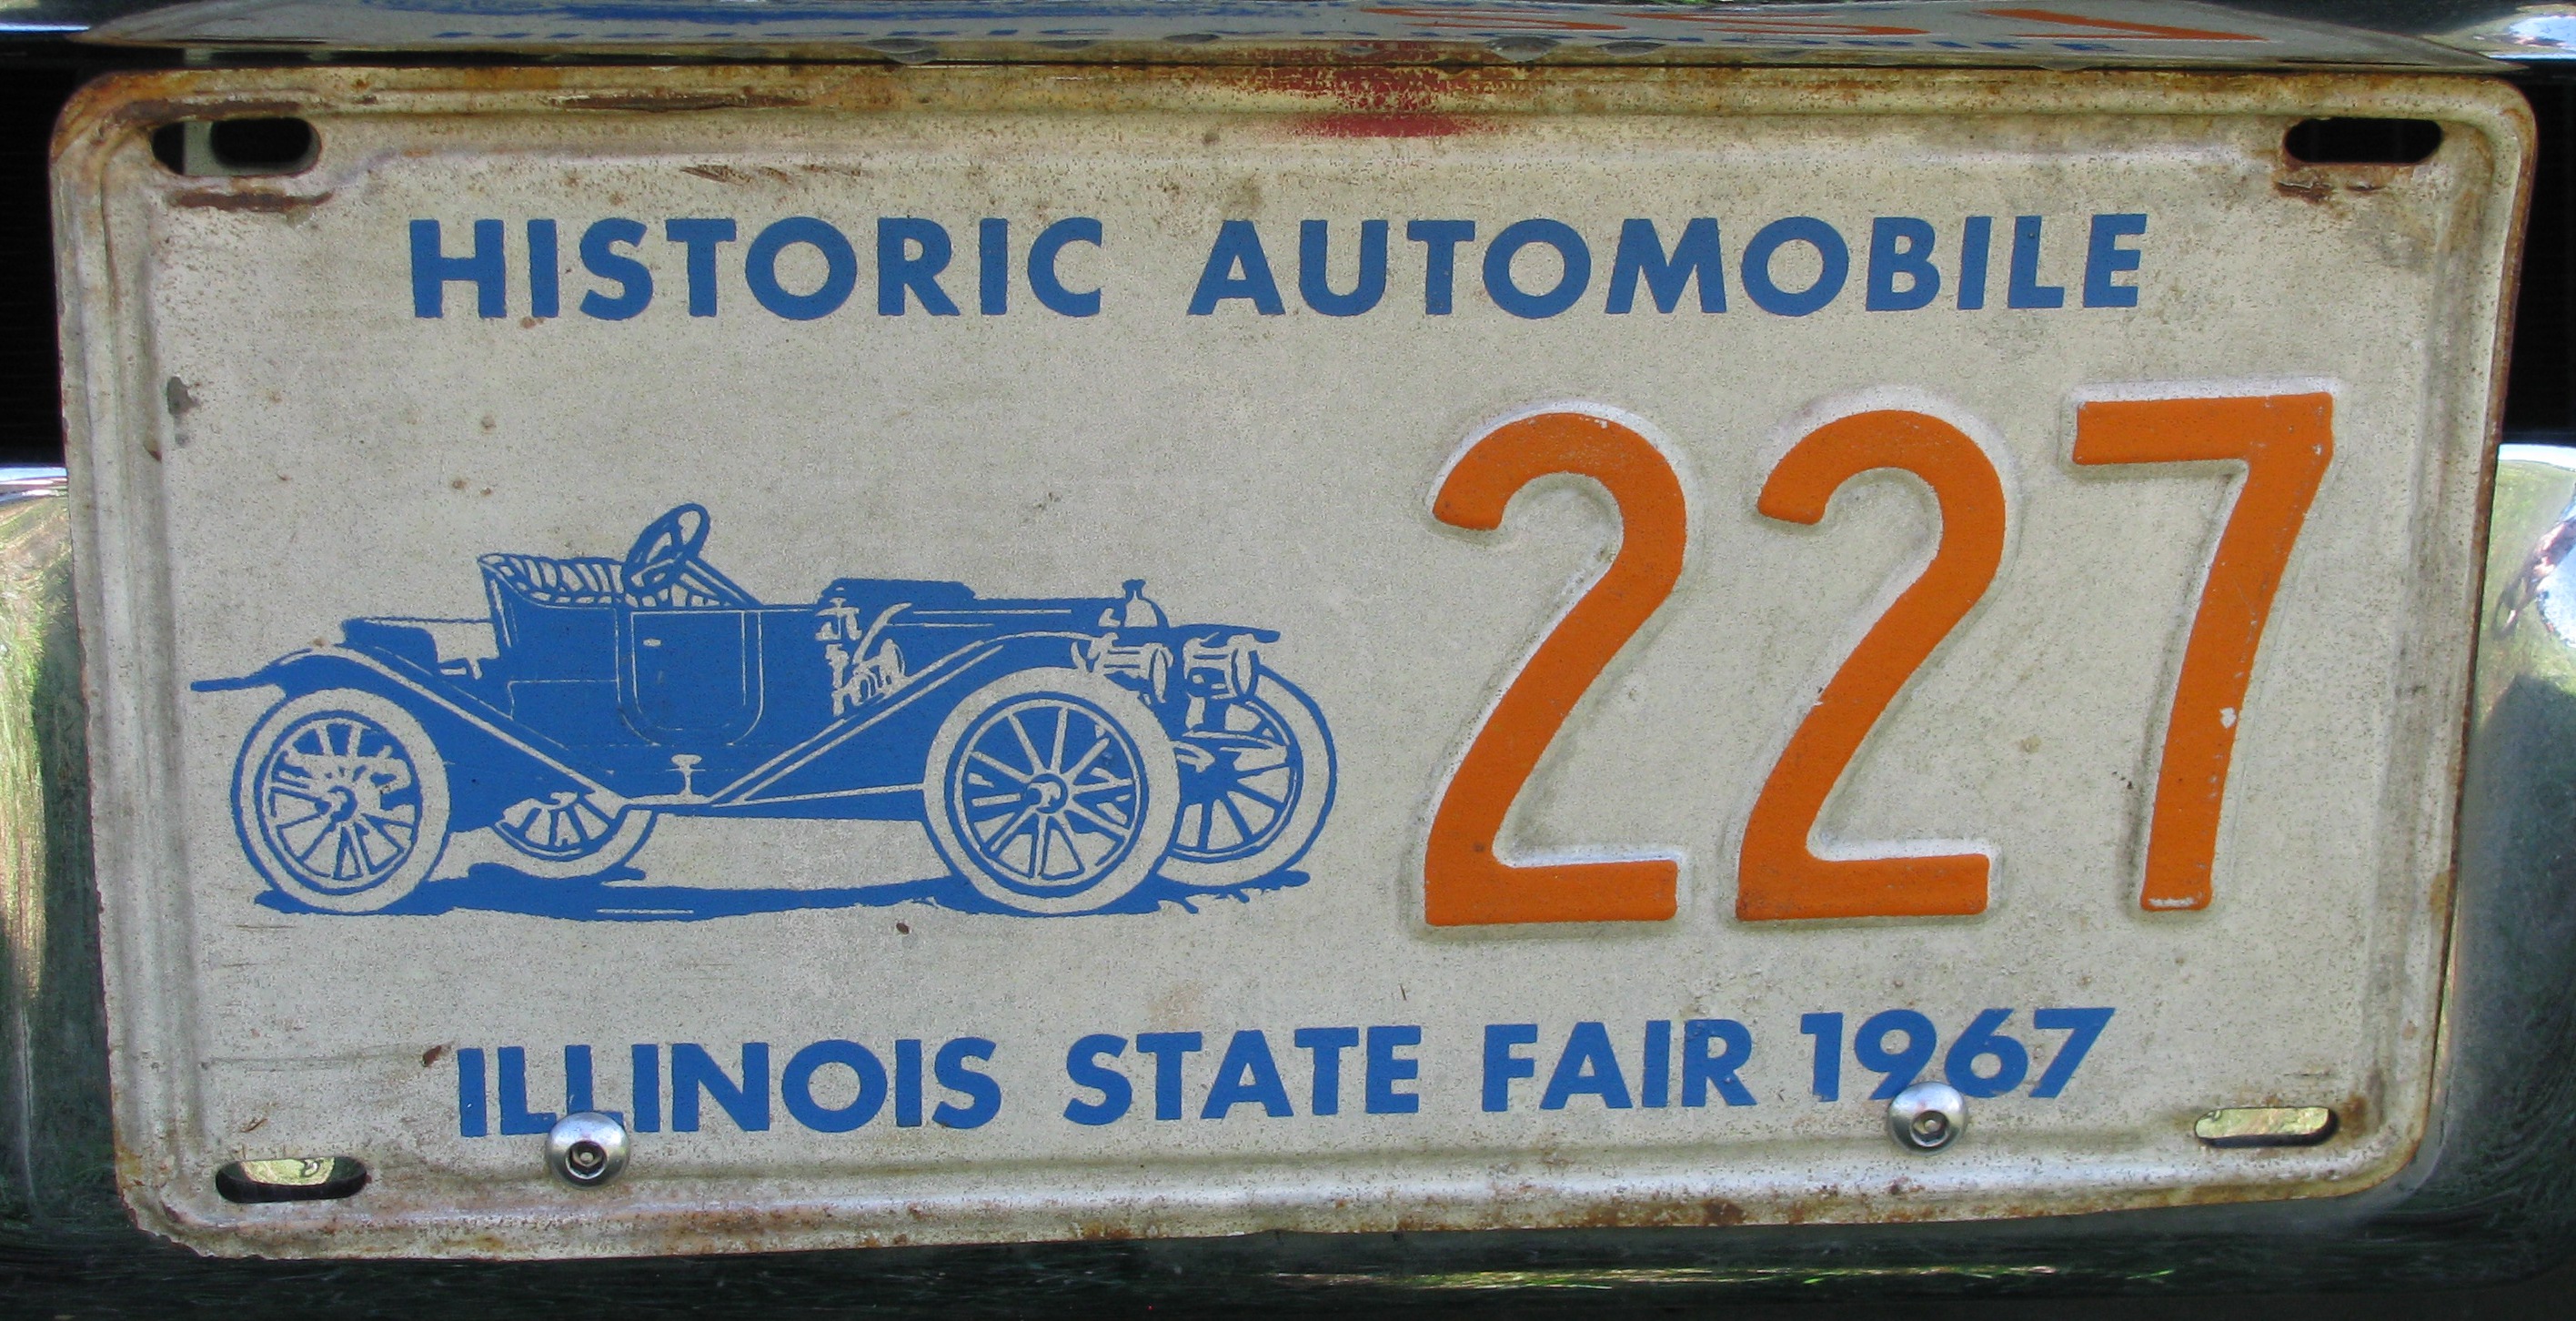 HISTORIC AUTOMOBILE
227
ILLINOIS STATE FAIR 1967